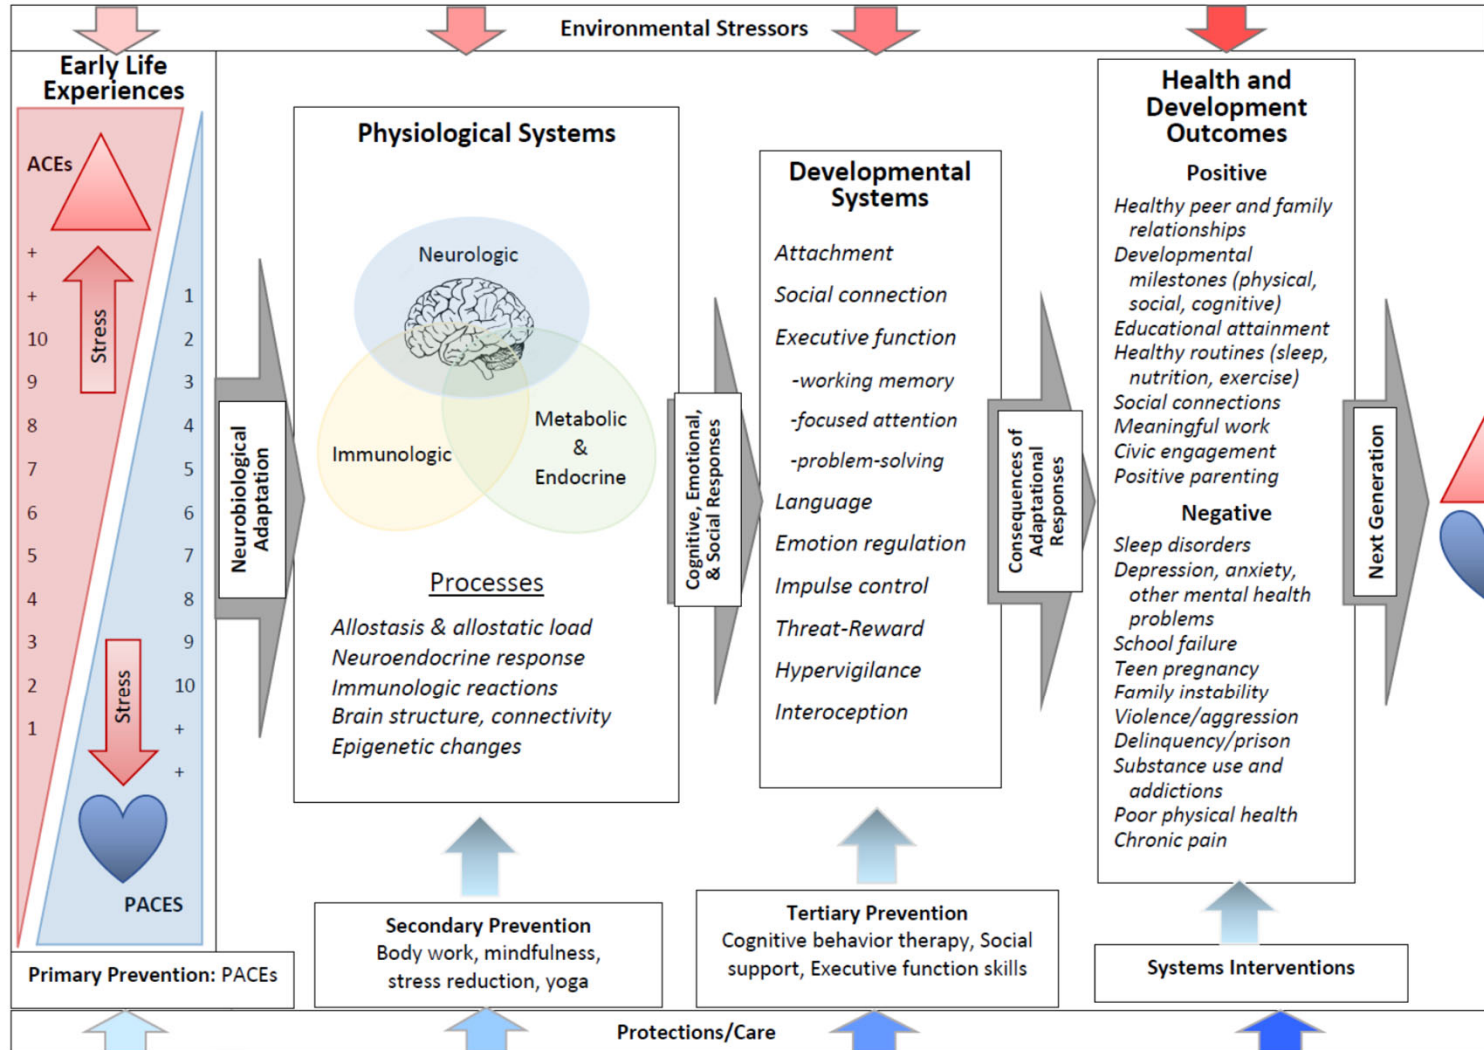 Environmental Stressors
Early Life
Experiences
ACEs
+
+
10
9
8
7
6
5
4
3
2
1
Stress
1
2
3
4
5
6
7
8
9
10
+
+
Stress
PACES
Primary Prevention: PACEs
Neurobiological
Adaptation
Physiological Systems
Neurologic
Immunologic
Metabolic
&
Endocrine
Processes
Allostasis & allostatic load
Neuroendocrine response
Immunologic reactions
Brain structure, connectivity
Epigenetic changes
Secondary Prevention
Body work, mindfulness,
stress reduction, yoga
Cognitive, Emotional,
& Social Responses
Developmental
Systems
Attachment
Social connection
Executive function
-working memory
-focused attention
-problem-solving
Language
Emotion regulation
Impulse control
Threat-Reward
Hypervigilance
Interoception
Tertiary Prevention
Cognitive behavior therapy, Social
support, Executive function skills
Consequences of
Adaptational
Responses
Health and
Development
Outcomes
Positive
Healthy peer and family
relationships
Developmental
milestones (physical,
social, cognitive)
Educational attainment
Healthy routines (sleep,
nutrition, exercise)
Social connections
Meaningful work
Civic engagement
Positive parenting
Negative
Sleep disorders
Depression, anxiety,
other mental health
problems
School failure
Teen pregnancy
Family instability
Violence/aggression
Delinquency/prison
Substance use and
addictions
Poor physical health
Chronic pain
Systems Interventions
Next Generation
Protections/Care